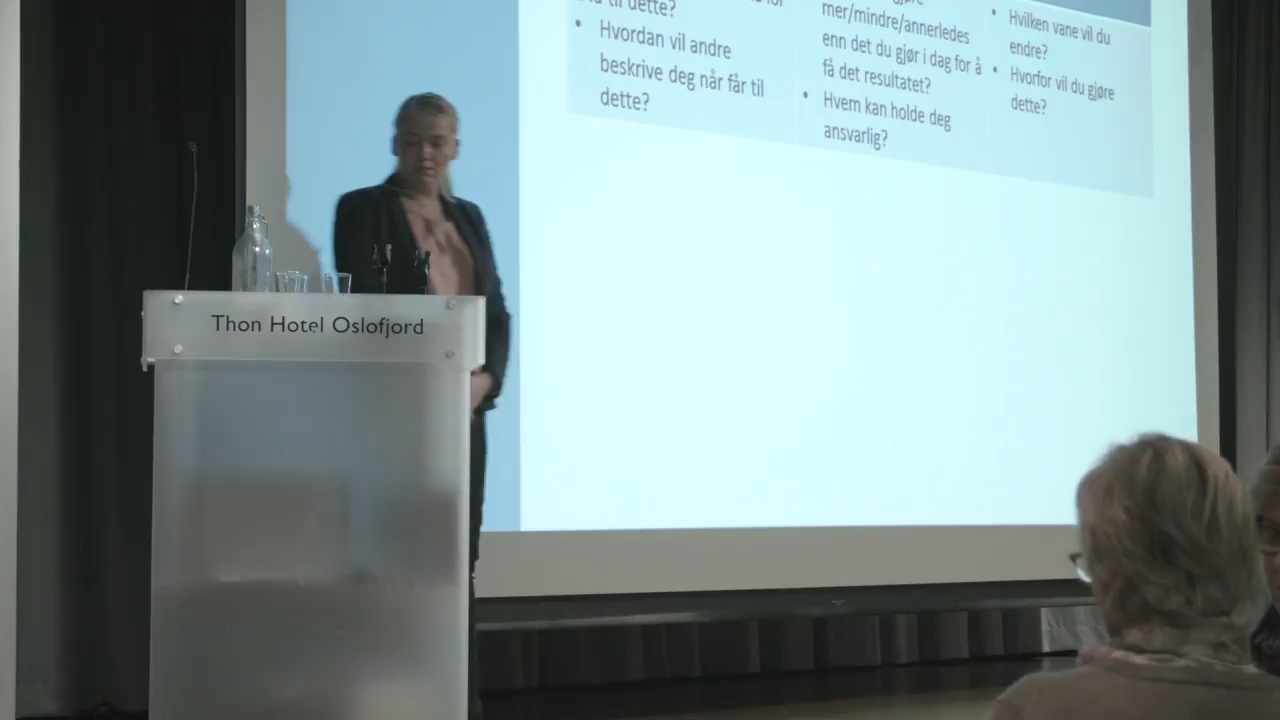 til dette?
• Hvordan vil andre
beskrive deg når får til
dette?
mer/mindre/annerledes
enn det du gjør i dag for å
få det resultatet?
• Hvem kan holde deg
ansvarlig?
• Hvilken vane vil du
endre?
• Hvorfor vil du gjøre
dette?
Thon Hotel Oslofjord